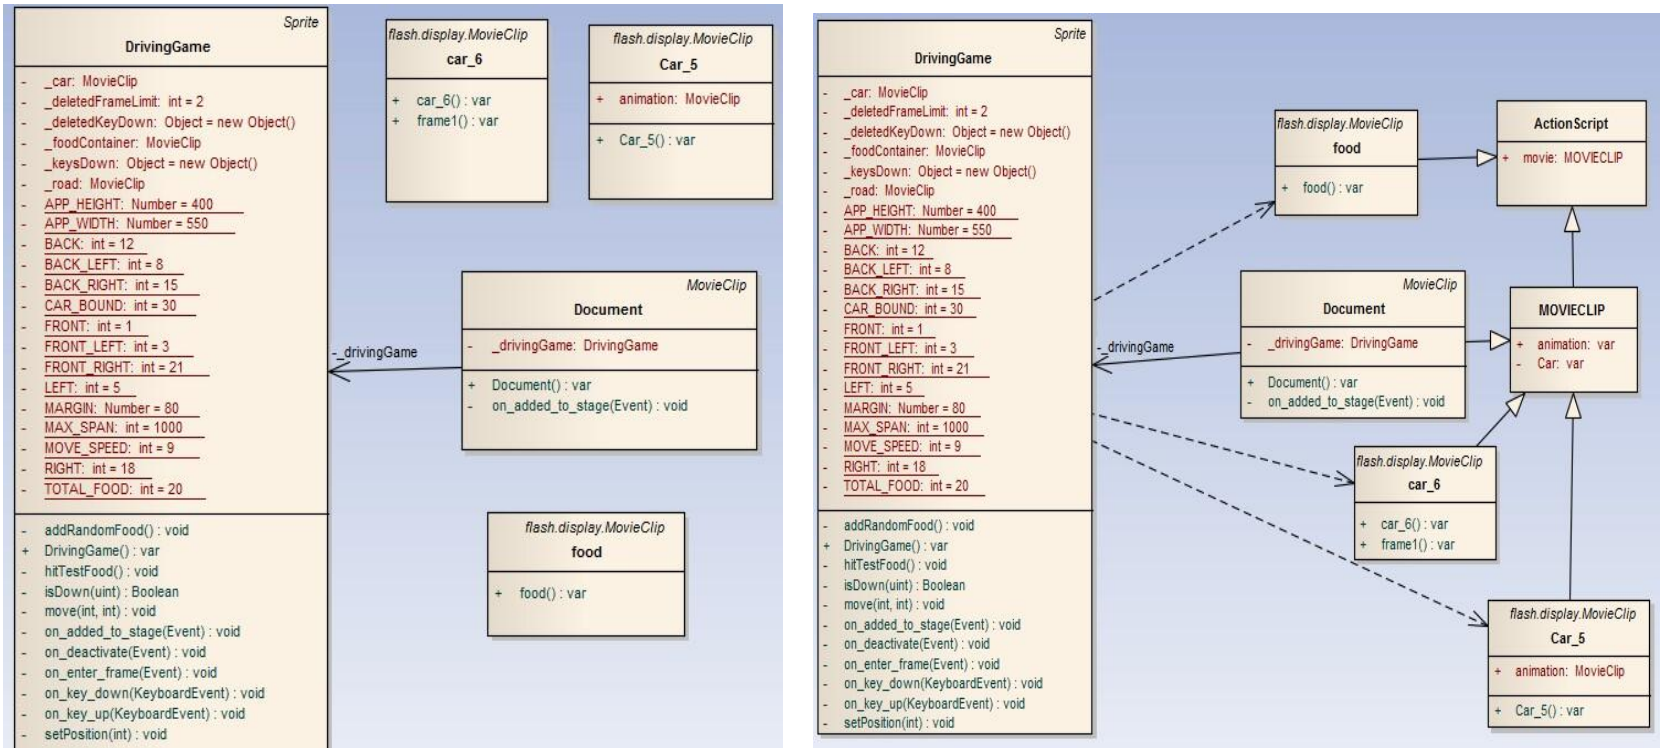 Sprite
DrivingGame
- _car: MovieClip
- _deletedFrameLimit: int = 2
- _deletedKeyDown: Object = new Object()
- _foodContainer: MovieClip
- _keysDown: Object = new Object()
- _road: MovieClip
- APP_HEIGHT: Number = 400
- APP_WIDTH: Number = 550
- BACK: int = 12
- BACK_LEFT: int = 8
- BACK_RIGHT: int = 15
- CAR_BOUND: int = 30
- FRONT: int = 1
- FRONT_LEFT: int = 3
- FRONT_RIGHT: int = 21
- LEFT: int = 5
- MARGIN: Number = 80
- MAX_SPAN: int = 1000
- MOVE_SPEED: int = 9
- RIGHT: int = 18
- TOTAL_FOOD: int = 20
- addRandomFood() : void
+ DrivingGame() : var
- hitTestFood() : void
- isDown(uint) : Boolean
- move(int, int) : void
- on_added_to_stage(Event) : void
- on_deactivate(Event) : void
- on_enter_frame(Event) : void
- on_key_down(KeyboardEvent) : void
- on_key_up(KeyboardEvent) : void
- setPosition(int) : void
flash.display.MovieClip
car_6
+ car_6() : var
+ frame1() : var
flash.display.MovieClip
Car_5
+ animation: MovieClip
+ Car_5() : var
-_drivingGame
MovieClip
Document
- _drivingGame: DrivingGame
+ Document() : var
- on_added_to_stage(Event) : void
flash.display.MovieClip
food
+ food() : var
Sprite
DrivingGame
- _car: MovieClip
- _deletedFrameLimit: int = 2
- _deletedKeyDown: Object = new Object()
- _foodContainer: MovieClip
- _keysDown: Object = new Object()
- _road: MovieClip
- APP_HEIGHT: Number = 400
- APP_WIDTH: Number = 550
- BACK: int = 12
- BACK_LEFT: int = 8
- BACK_RIGHT: int = 15
- CAR_BOUND: int = 30
- FRONT: int = 1
- FRONT_LEFT: int = 3
- FRONT_RIGHT: int = 21
- LEFT: int = 5
- MARGIN: Number = 80
- MAX_SPAN: int = 1000
- MOVE_SPEED: int = 9
- RIGHT: int = 18
- TOTAL_FOOD: int = 20
- addRandomFood() : void
+ DrivingGame() : var
- hitTestFood() : void
- isDown(uint) : Boolean
- move(int, int) : void
- on_added_to_stage(Event) : void
- on_deactivate(Event) : void
- on_enter_frame(Event) : void
- on_key_down(KeyboardEvent) : void
- on_key_up(KeyboardEvent) : void
- setPosition(int) : void
flash.display.MovieClip
food
+ food() : var
ActionScript
+ movie: MOVIECLIP
-_drivingGame
MovieClip
Document
- _drivingGame: DrivingGame
+ Document() : var
- on_added_to_stage(Event) : void
MOVIECLIP
+ animation: var
- Car: var
flash.display.MovieClip
car_6
+ car_6() : var
+ frame1() : var
flash.display.MovieClip
Car_5
+ animation: MovieClip
+ Car_5() : var